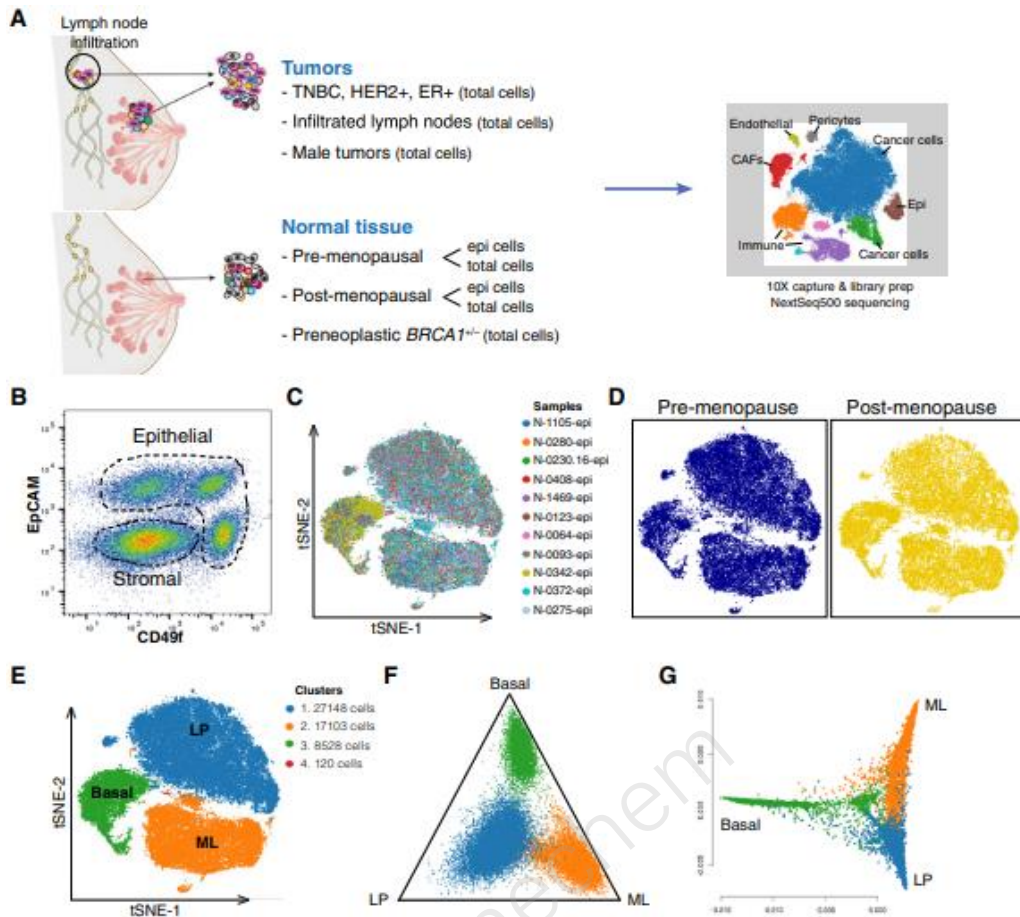 A
Lymph node
infiltration
Tumors
- TNBC, HER2+, ER+ (total cells)
- Infiltrated lymph nodes (total cells)
- Male tumors (total cells)
Normal tissue
- Pre-menopausal < epi cells
total cells
- Post-menopausal < epi cells
total cells
- Preneoplastic BRCA1+/- (total cells)
Endothelial
Pericytes
Cancer cells
CAFs
Epi
Immune
Cancer cells
10X capture & library prep
NextSeq500 sequencing
B
Epithelial
Stromal
EpCAM
CD49f
C
tSNE-2
tSNE-1
Samples
N-1105-epi
N-0280-epi
N-0230.16-epi
N-0408-epi
N-1469-epi
N-0123-epi
N-0064-epi
N-0093-epi
N-0342-epi
N-0372-epi
N-0275-epi
D
Pre-menopause
Post-menopause
E
tSNE-2
tSNE-1
LP
Basal
ML
Clusters
1. 27148 cells
2. 17103 cells
3. 8528 cells
4. 120 cells
F
Basal
LP
ML
G
ML
Basal
LP